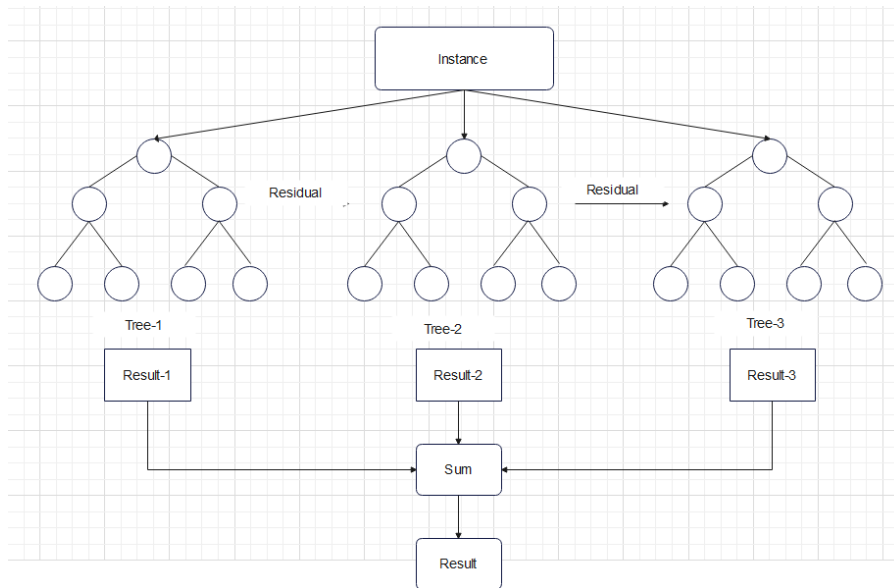 Instance
Residual
Residual
Tree-1
Tree-2
Tree-3
Result-1
Result-2
Result-3
Sum
Result